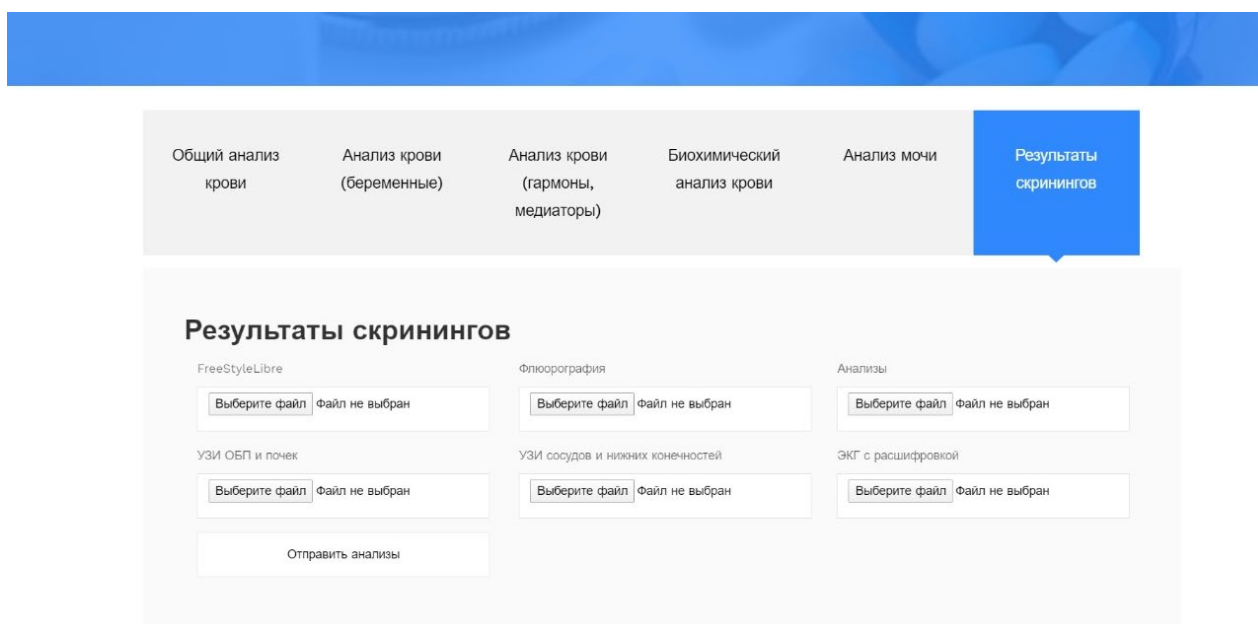 Общий анализ
крови
Анализ крови
(беременные)
Анализ крови
(гармоны,
медиаторы)
Биохимический
анализ крови
Анализ мочи
Результаты
скринингов
Результаты скринингов
FreeStyleLibre
Флюорография
Анализы
Выберите файл Файл не выбран
Выберите файл Файл не выбран
Выберите файл Файл не выбран
УЗИ ОБП и почек
УЗИ сосудов и нижних конечностей
ЭКГ с расшифровкой
Выберите файл Файл не выбран
Выберите файл Файл не выбран
Выберите файл Файл не выбран
Отправить анализы